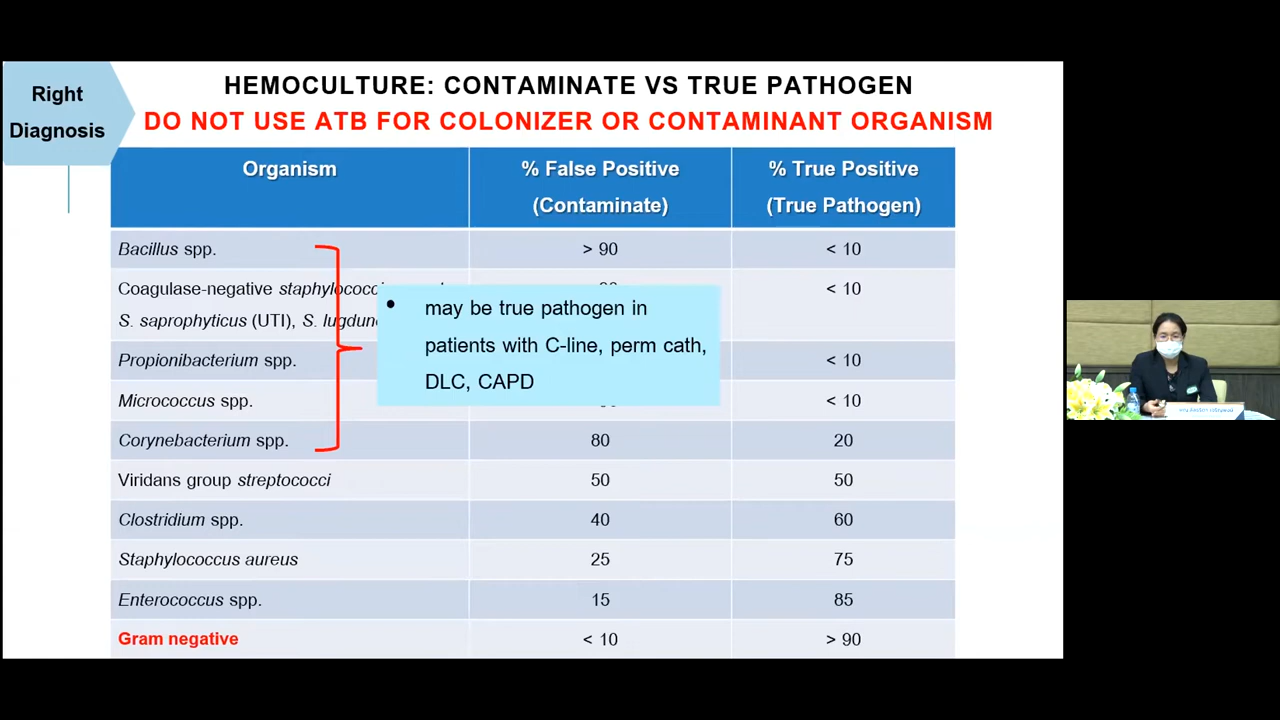 Right
Diagnosis
HEMOCULTURE: CONTAMINATE VS TRUE PATHOGEN
DO NOT USE ATB FOR COLONIZER OR CONTAMINANT ORGANISM
Organism
% False Positive
(Contaminate)
% True Positive
(True Pathogen)
Bacillus spp.
> 90
< 10
Coagulase-negative
< 10
S. saprophyticus (UTI), S.
• may be true pathogen in
patients with C-line, perm cath,
DLC, CAPD
Propionibacterium spp.
< 10
Micrococcus spp.
< 10
Corynebacterium spp.
80
20
Viridans group streptococci
50
50
Clostridium spp.
40
60
Staphylococcus aureus
25
75
Enterococcus spp.
15
85
Gram negative
< 10
> 90